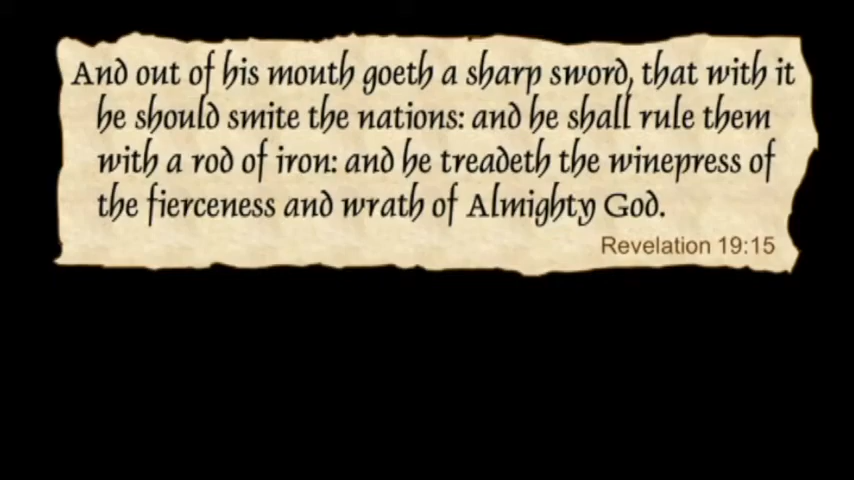 And out of his mouth goeth a sharp sword, that with it
he should smite the nations: and he shall rule them
with a rod of iron: and he treadeth the winepress of
the fierceness and wrath of Almighty God.
Revelation 19:15